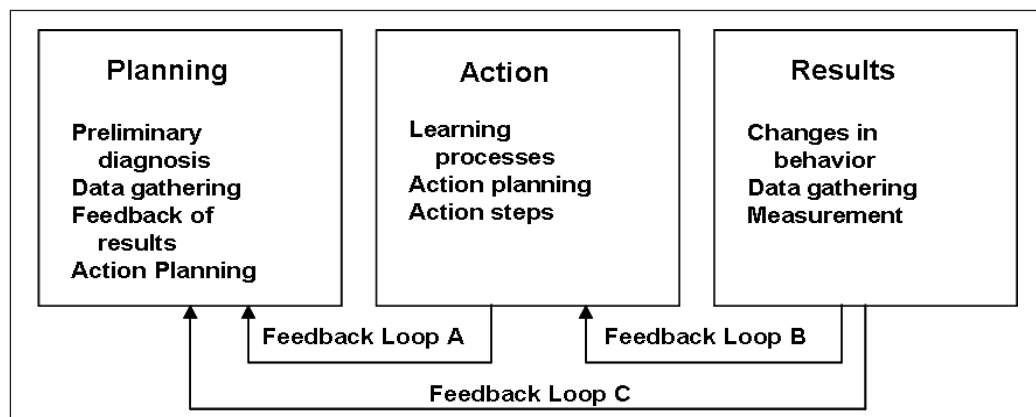 Planning
Preliminary
diagnosis
Data gathering
Feedback of
results
Action Planning
Action
Learning
processes
Action planning
Action steps
Results
Changes in
behavior
Data gathering
Measurement
Feedback Loop A
Feedback Loop B
Feedback Loop C